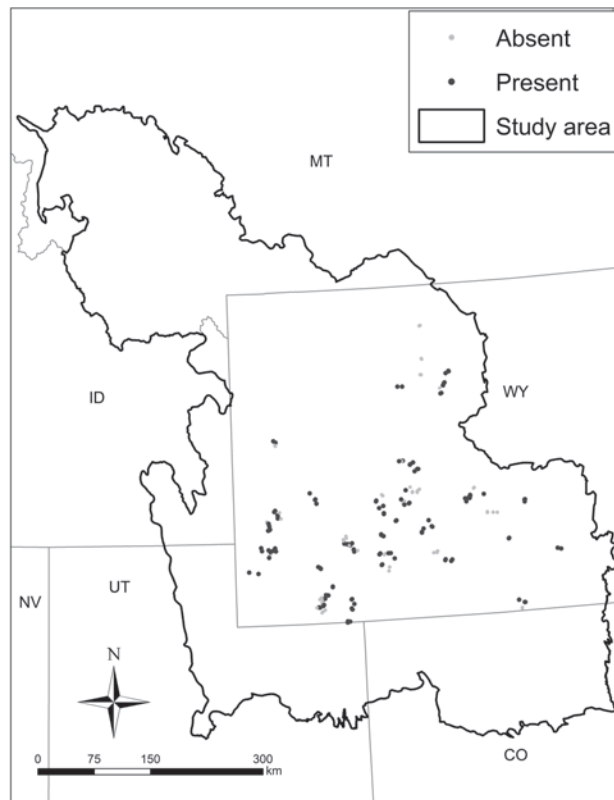 Absent
Present
Study area
MT
ID
WY
NV
UT
N
CO
0 75 150 300
km